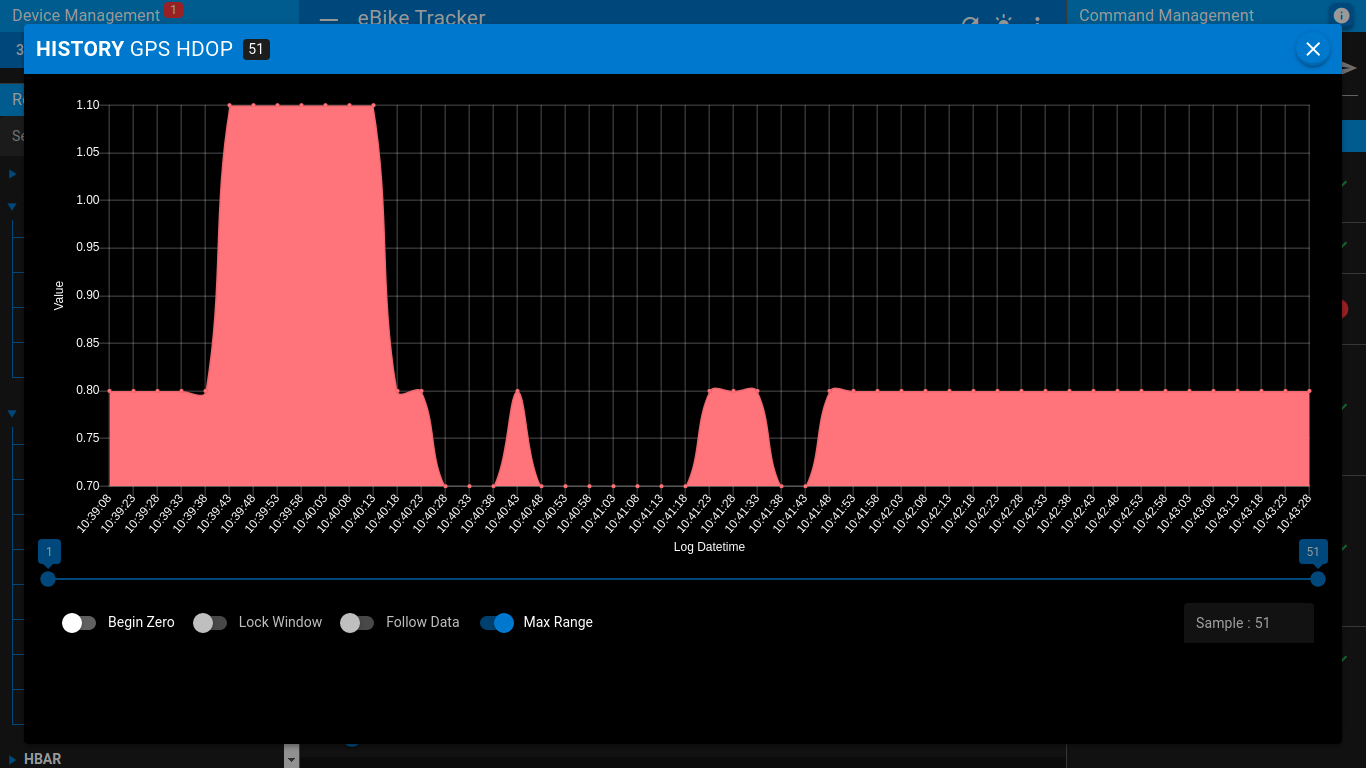 Device Management 1
eBike Tracker
Command Management
HISTORY GPS HDOP 51
1.10
1.05
1.00
0.95
0.90
0.85
0.80
0.75
0.70
Value
10:39:08 10:39:23 10:39:28 10:39:33 10:39:38 10:39:43 10:39:48 10:39:53 10:39:58 10:40:03 10:40:08 10:40:13 10:40:18 10:40:23 10:40:28 10:40:33 10:40:39 10:40:43 10:40:48 10:40:53 10:40:58 10:41:03 10:41:08 10:41:13 10:41:18 10:41:23 10:41:28 10:41:33 10:41:38 10:41:43 10:41:48 10:41:53 10:41:58 10:42:03 10:42:08 10:42:13 10:42:18 10:42:23 10:42:28 10:42:33 10:42:38 10:42:43 10:42:48 10:42:53 10:42:58 10:43:03 10:43:08 10:43:13 10:43:18 10:43:23 10:43:28
Log Datetime
1 51
Begin Zero Lock Window Follow Data Max Range Sample : 51
HBAR